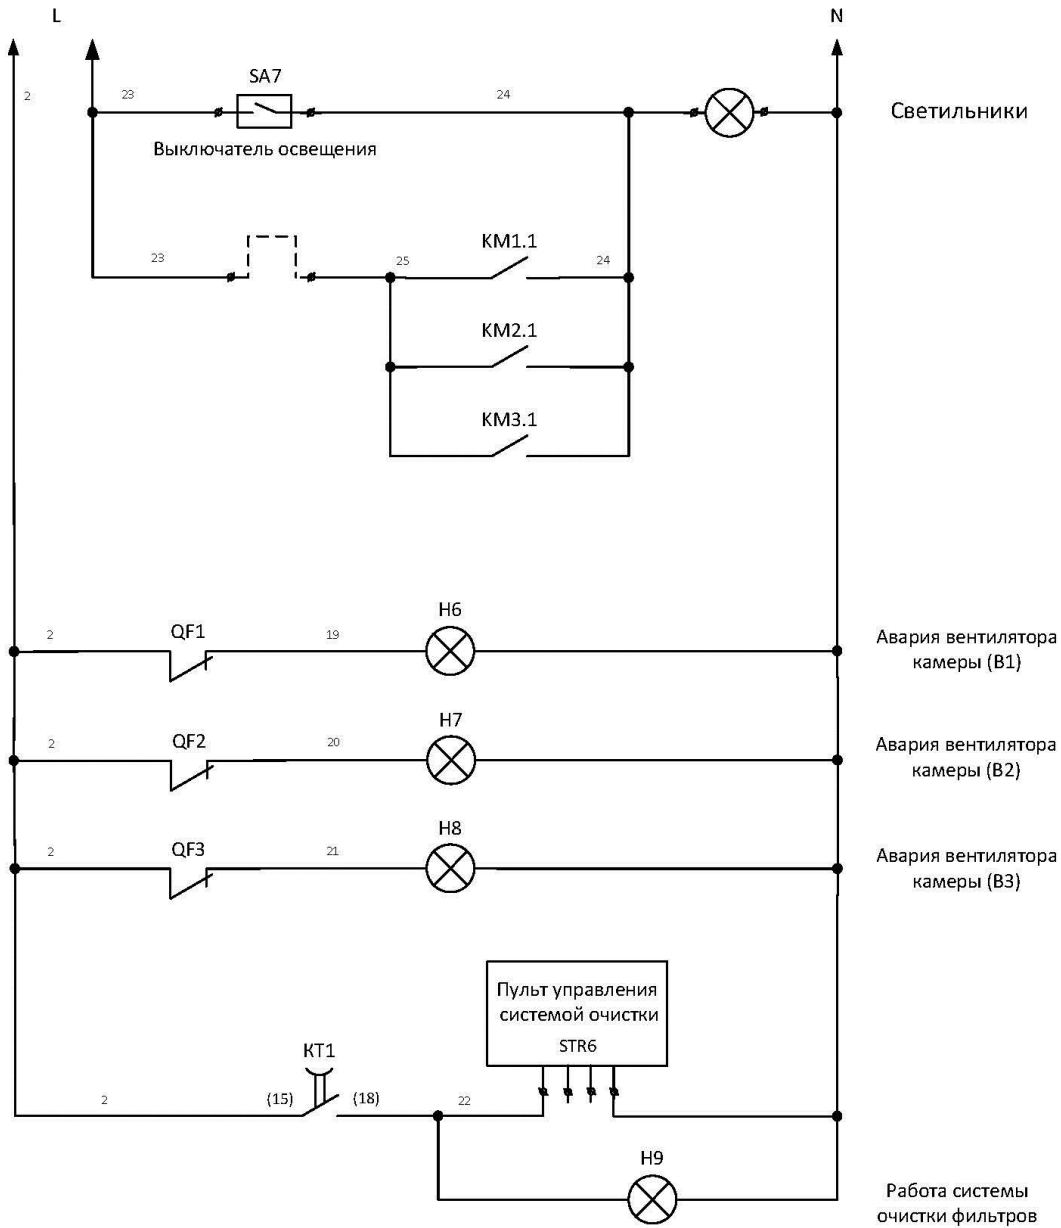 L
N
2
23
SA7
24
Светильники
Выключатель освещения
23
25
KM1.1
24
KM2.1
KM3.1
2
QF1
19
H6
Авария вентилятора
камеры (В1)
2
QF2
20
H7
Авария вентилятора
камеры (В2)
2
QF3
21
H8
Авария вентилятора
камеры (В3)
Пульт управления
системой очистки
STR6
KT1
2
(15)
(18)
22
H9
Работа системы
очистки фильтров